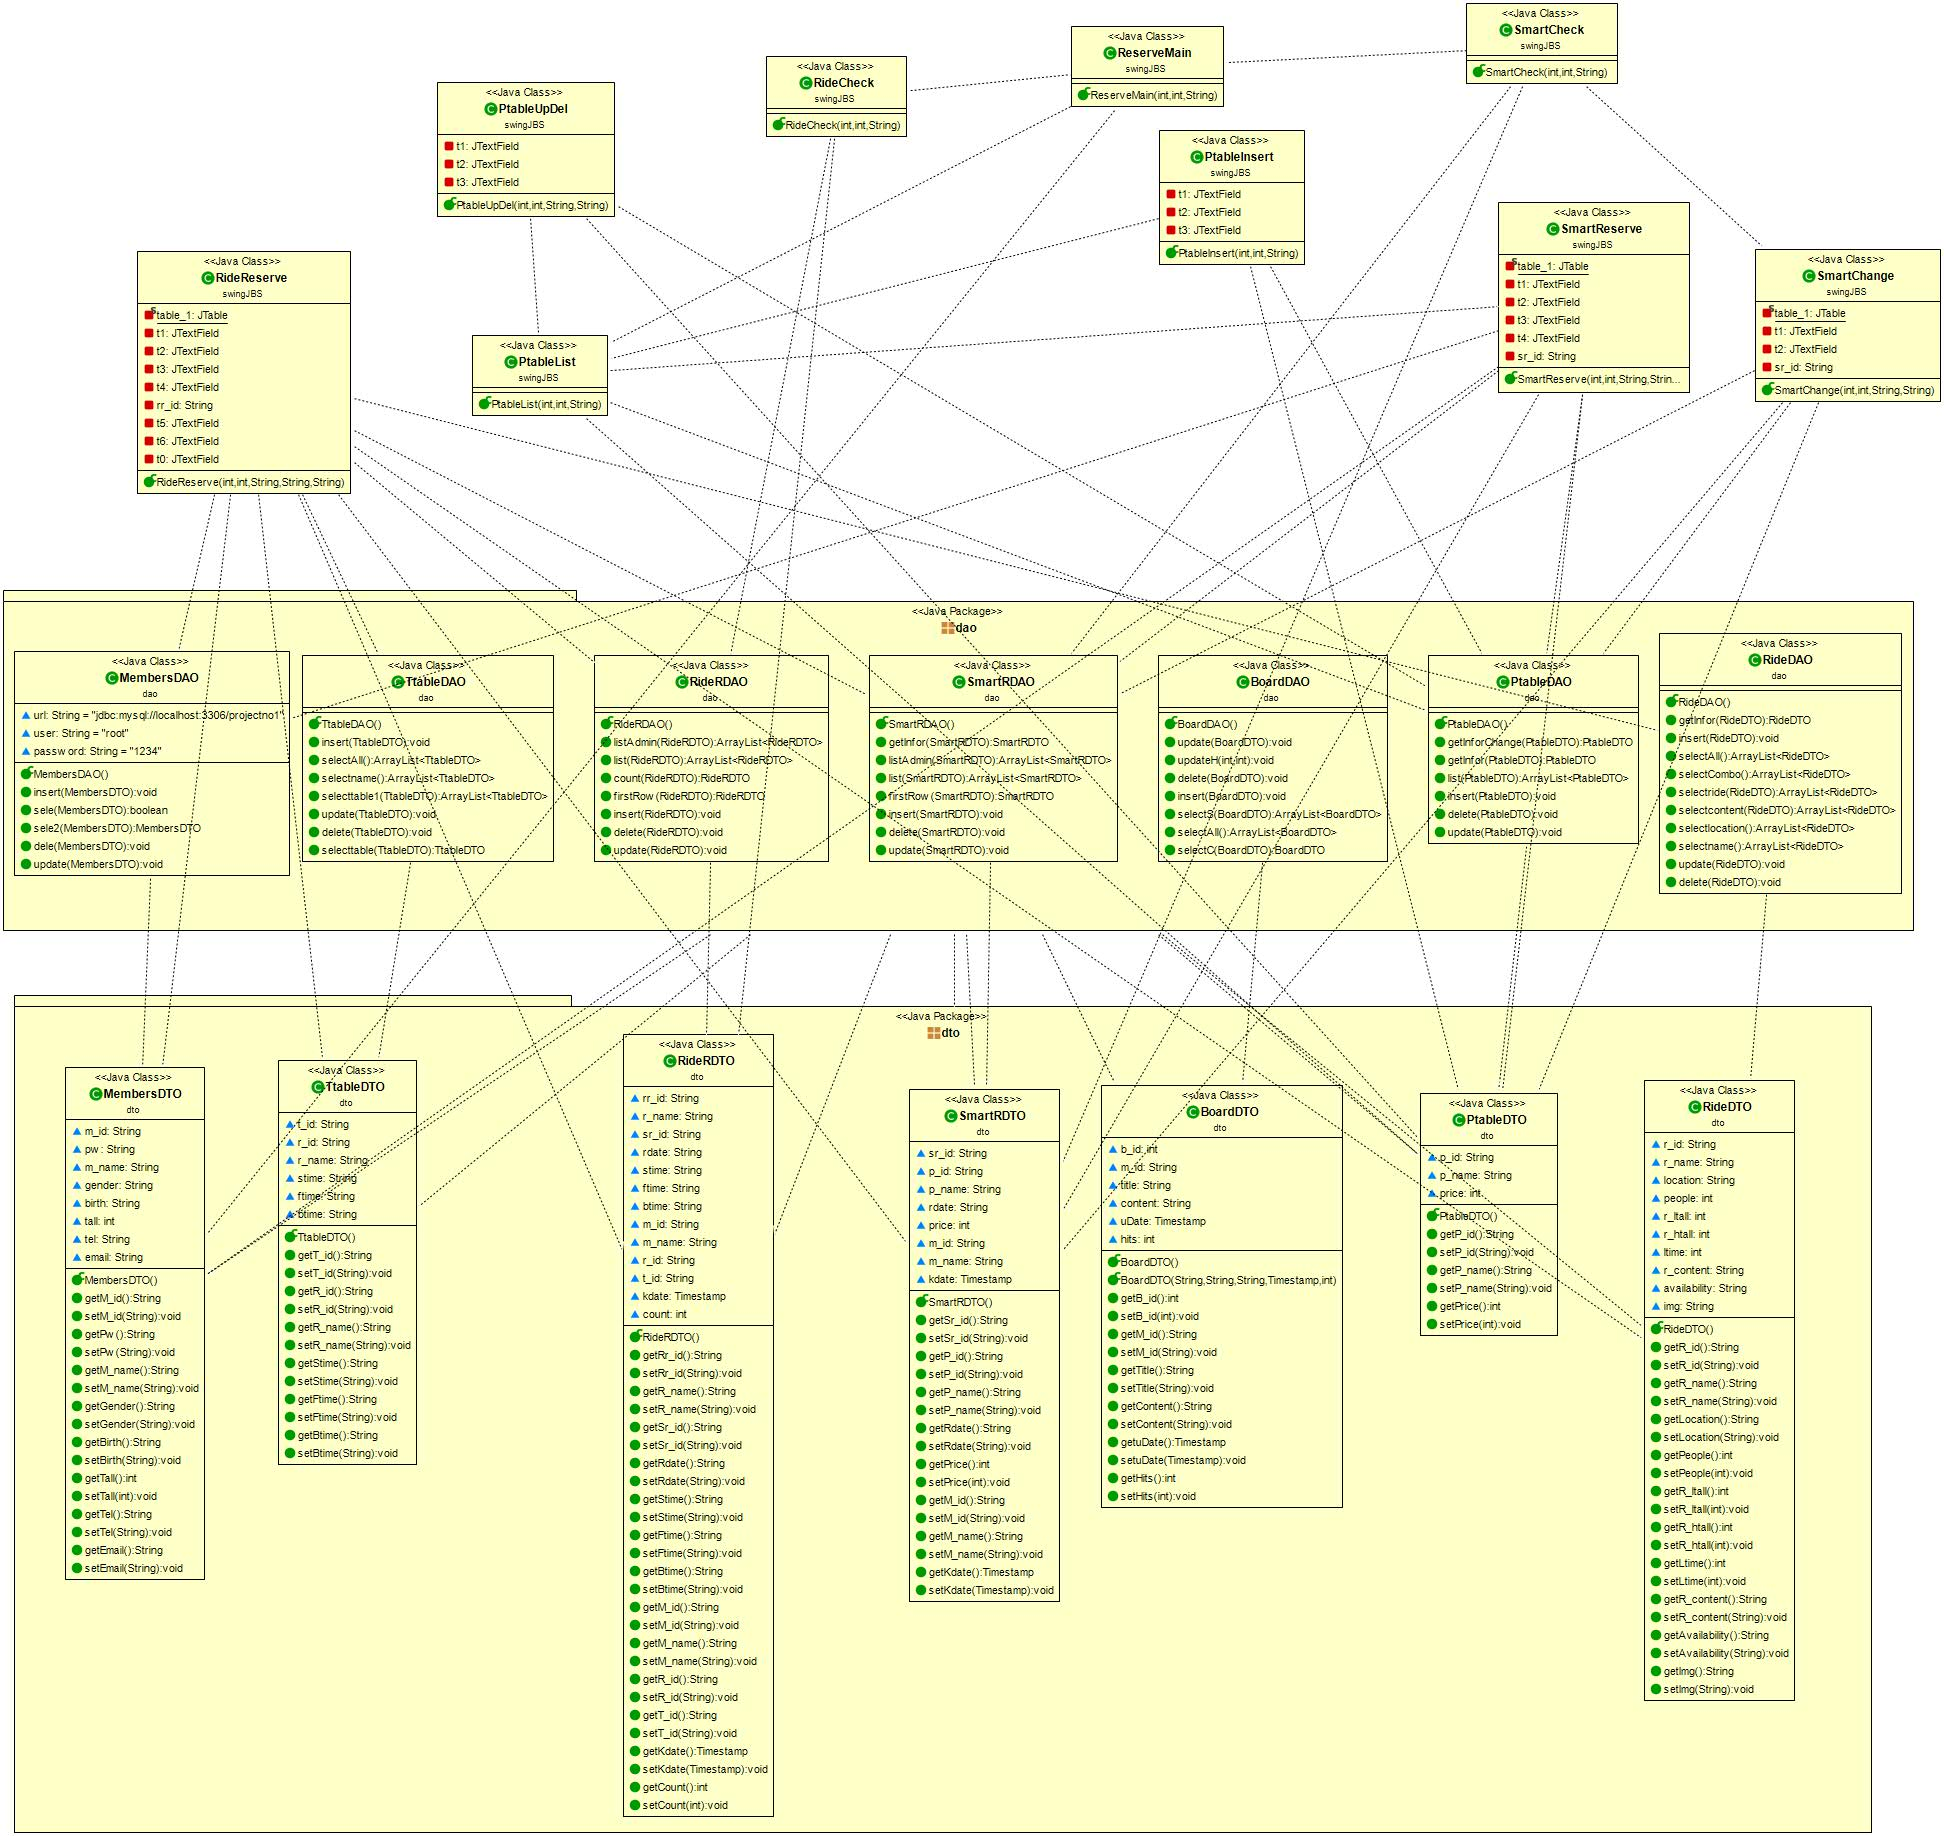 <<Java Class>>
SmartCheck
swingJBS
SmartCheck(int,int,String)
<<Java Class>>
ReserveMain
swingJBS
ReserveMain(int,int,String)
<<Java Class>>
RideCheck
swingJBS
RideCheck(int,int,String)
<<Java Class>>
PtableUpDel
swingJBS
t1: JTextField
t2: JTextField
t3: JTextField
PtableUpDel(int,int,String,String)
<<Java Class>>
PtableInsert
swingJBS
t1: JTextField
t2: JTextField
t3: JTextField
PtableInsert(int,int,String)
<<Java Class>>
SmartReserve
swingJBS
table_1: JTable
t1: JTextField
t2: JTextField
t3: JTextField
t4: JTextField
sr_id: String
SmartReserve(int,int,String,Strin...
<<Java Class>>
SmartChange
swingJBS
table_1: JTable
t1: JTextField
t2: JTextField
sr_id: String
SmartChange(int,int,String,String)
<<Java Class>>
RideReserve
swingJBS
table_1: JTable
t1: JTextField
t2: JTextField
t3: JTextField
t4: JTextField
rr_id: String
t5: JTextField
t6: JTextField
t0: JTextField
RideReserve(int,int,String,String,String)
<<Java Class>>
PtableList
swingJBS
PtableList(int,int,String)
<<Java Package>>
dao
<<Java Class>>
MembersDAO
dao
url: String = "jdbc:mysql://localhost:3306/projectno1"
user: String = "root"
passw ord: String = "1234"
MembersDAO()
insert(MembersDTO):void
sele(MembersDTO):boolean
sele2(MembersDTO):MembersDTO
dele(MembersDTO):void
update(MembersDTO):void
<<Java Class>>
TtableDAO
dao
TtableDAO()
insert(TtableDTO):void
selectAll():ArrayList<TtableDTO>
selectname():ArrayList<TtableDTO>
selecttable1(TtableDTO):ArrayList<TtableDTO>
update(TtableDTO):void
delete(TtableDTO):void
selecttable(TtableDTO):TtableDTO
<<Java Class>>
RideRDAO
dao
RideRDAO()
listAdmin(RideRDTO):ArrayList<RideRDTO>
list(RideRDTO):ArrayList<RideRDTO>
count(RideRDTO):RideRDTO
firstRow (RideRDTO):RideRDTO
insert(RideRDTO):void
delete(RideRDTO):void
update(RideRDTO):void
<<Java Class>>
SmartRDAO
dao
SmartRDAO()
getInfor(SmartRDTO):SmartRDTO
listAdmin(SmartRDTO):ArrayList<SmartRDTO>
list(SmartRDTO):ArrayList<SmartRDTO>
firstRow (SmartRDTO):SmartRDTO
insert(SmartRDTO):void
delete(SmartRDTO):void
update(SmartRDTO):void
<<Java Class>>
BoardDAO
dao
BoardDAO()
update(BoardDTO):void
updateH(int,int):void
delete(BoardDTO):void
insert(BoardDTO):void
selectS(BoardDTO):ArrayList<BoardDTO>
selectAll():ArrayList<BoardDTO>
selectC(BoardDTO):BoardDTO
<<Java Class>>
PtableDAO
dao
PtableDAO()
getInforChange(PtableDTO):PtableDTO
getInfor(PtableDTO):PtableDTO
list(PtableDTO):ArrayList<PtableDTO>
insert(PtableDTO):void
delete(PtableDTO):void
update(PtableDTO):void
<<Java Class>>
RideDAO
dao
RideDAO()
getInfor(RideDTO):RideDTO
insert(RideDTO):void
selectAll():ArrayList<RideDTO>
selectCombo():ArrayList<RideDTO>
selectride(RideDTO):ArrayList<RideDTO>
selectcontent(RideDTO):ArrayList<RideDTO>
selectlocation():ArrayList<RideDTO>
selectname():ArrayList<RideDTO>
update(RideDTO):void
delete(RideDTO):void
<<Java Package>>
dto
<<Java Class>>
MembersDTO
dto
m_id: String
pw : String
m_name: String
gender: String
birth: String
tall: int
tel: String
email: String
MembersDTO()
getM_id():String
setM_id(String):void
getPw ():String
setPw (String):void
getM_name():String
setM_name(String):void
getGender():String
setGender(String):void
getBirth():String
setBirth(String):void
getTall():int
setTall(int):void
getTel():String
setTel(String):void
getEmail():String
setEmail(String):void
<<Java Class>>
TtableDTO
dto
t_id: String
r_id: String
r_name: String
stime: String
ftime: String
btime: String
TtableDTO()
getT_id():String
setT_id(String):void
getR_id():String
setR_id(String):void
getR_name():String
setR_name(String):void
getStime():String
setStime(String):void
getFtime():String
setFtime(String):void
getBtime():String
setBtime(String):void
<<Java Class>>
RideRDTO
dto
rr_id: String
r_name: String
sr_id: String
rdate: String
stime: String
ftime: String
btime: String
m_id: String
m_name: String
r_id: String
t_id: String
kdate: Timestamp
count: int
RideRDTO()
getRr_id():String
setRr_id(String):void
getR_name():String
setR_name(String):void
getSr_id():String
setSr_id(String):void
getRdate():String
setRdate(String):void
getStime():String
setStime(String):void
getFtime():String
setFtime(String):void
getBtime():String
setBtime(String):void
getM_id():String
setM_id(String):void
getM_name():String
setM_name(String):void
getR_id():String
setR_id(String):void
getT_id():String
setT_id(String):void
getKdate():Timestamp
setKdate(Timestamp):void
getCount():int
setCount(int):void
<<Java Class>>
SmartRDTO
dto
sr_id: String
p_id: String
p_name: String
rdate: String
price: int
m_id: String
m_name: String
kdate: Timestamp
SmartRDTO()
getSr_id():String
setSr_id(String):void
getP_id():String
setP_id(String):void
getP_name():String
setP_name(String):void
getRdate():String
setRdate(String):void
getPrice():int
setPrice(int):void
getM_id():String
setM_id(String):void
getM_name():String
setM_name(String):void
getKdate():Timestamp
setKdate(Timestamp):void
<<Java Class>>
BoardDTO
dto
b_id: int
m_id: String
title: String
content: String
uDate: Timestamp
hits: int
BoardDTO()
BoardDTO(String,String,String,Timestamp,int)
getB_id():int
setB_id(int):void
getM_id():String
setM_id(String):void
getTitle():String
setTitle(String):void
getContent():String
setContent(String):void
getuDate():Timestamp
setuDate(Timestamp):void
getHits():int
setHits(int):void
<<Java Class>>
PtableDTO
dto
p_id: String
p_name: String
price: int
PtableDTO()
getP_id():String
setP_id(String):void
getP_name():String
setP_name(String):void
getPrice():int
setPrice(int):void
<<Java Class>>
RideDTO
dto
r_id: String
r_name: String
location: String
people: int
r_ltall: int
r_htall: int
ltime: int
r_content: String
availability: String
img: String
RideDTO()
getR_id():String
setR_id(String):void
getR_name():String
setR_name(String):void
getLocation():String
setLocation(String):void
getPeople():int
setPeople(int):void
getR_ltall():int
setR_ltall(int):void
getR_htall():int
setR_htall(int):void
getLtime():int
setLtime(int):void
getR_content():String
setR_content(String):void
getAvailability():String
setAvailability(String):void
getImg():String
setImg(String):void